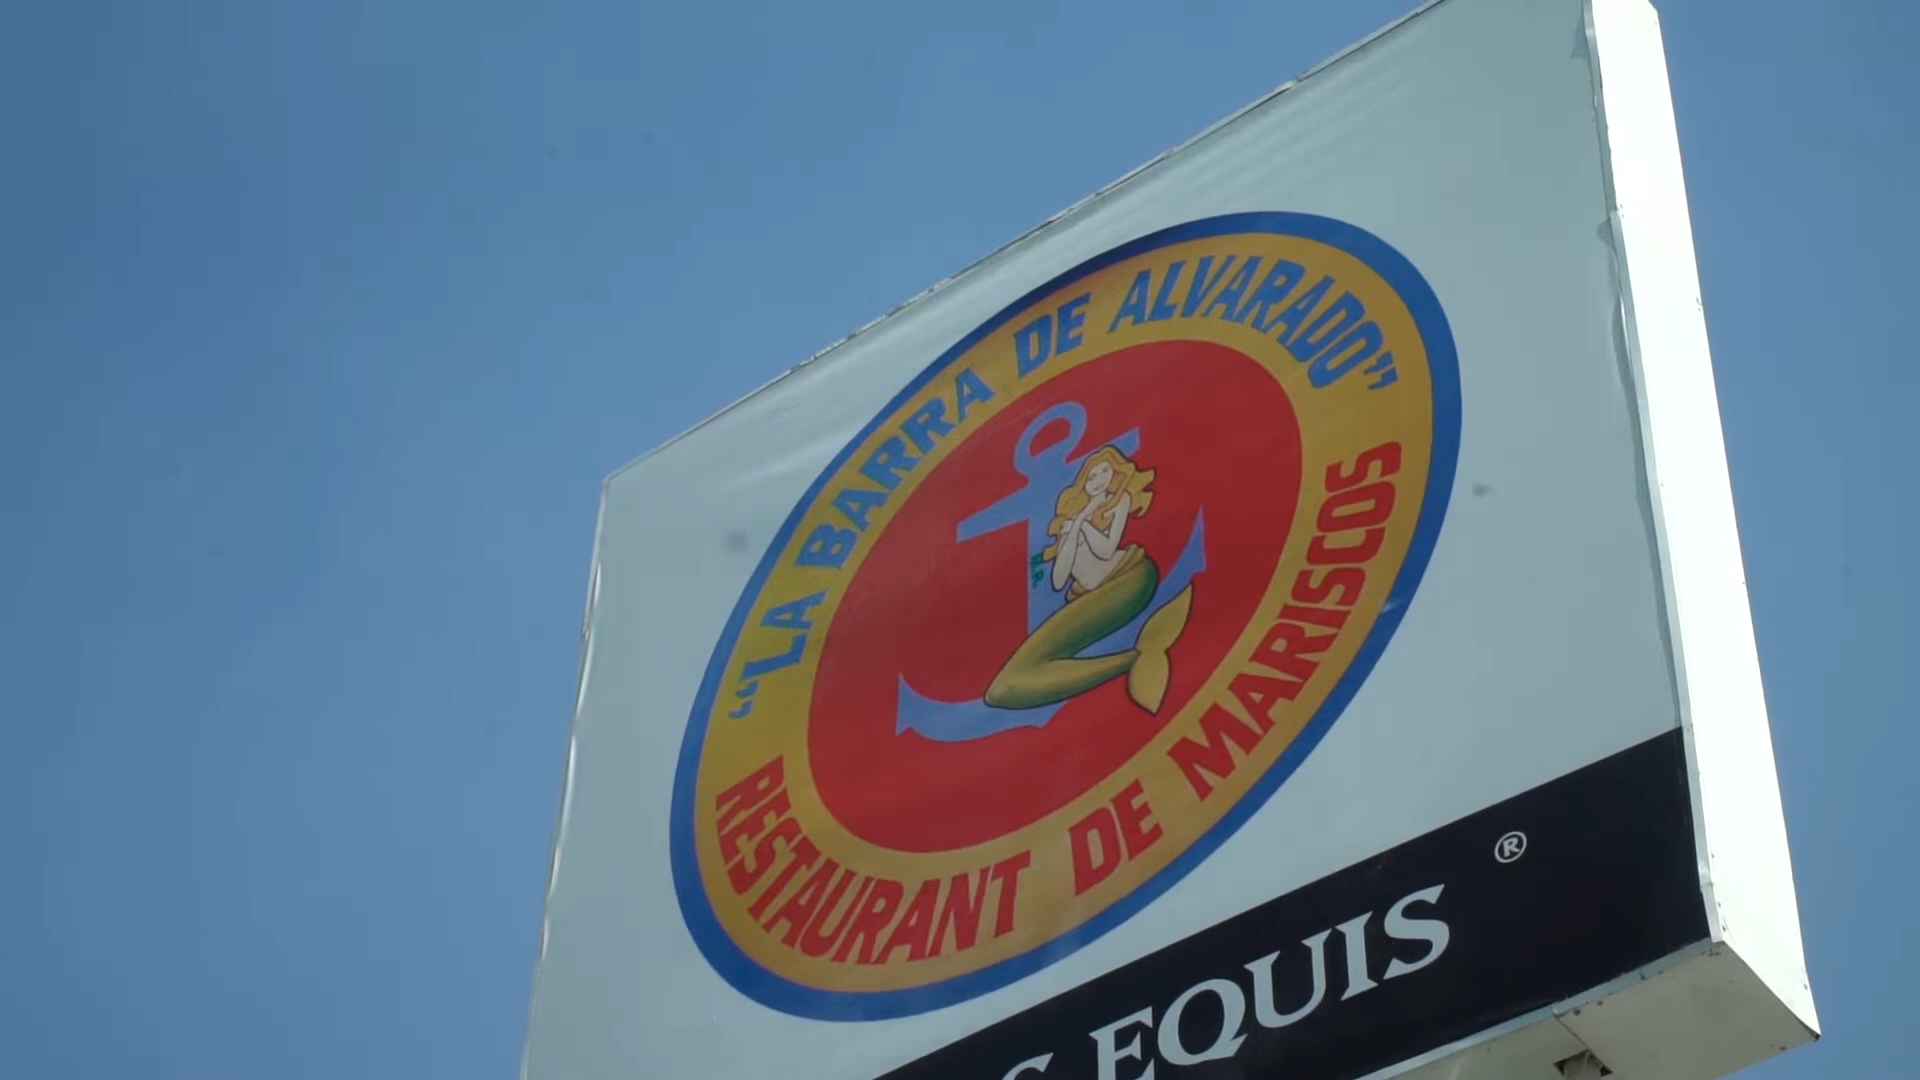 "LA BARRA DE ALVARADO"
M.R.
RESTAURANT DE MARISCOS
®
S EQUIS